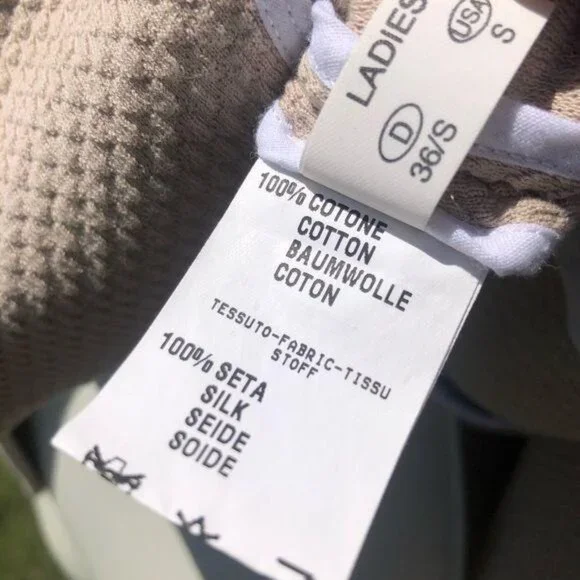 LADIES
USA
S
D
36/S
100% COTONE
COTTON
BAUMWOLLE
COTON
TESSUTO-FABRIC-TISSU
STOFF
100% SETA
SILK
SEIDE
SOIDE